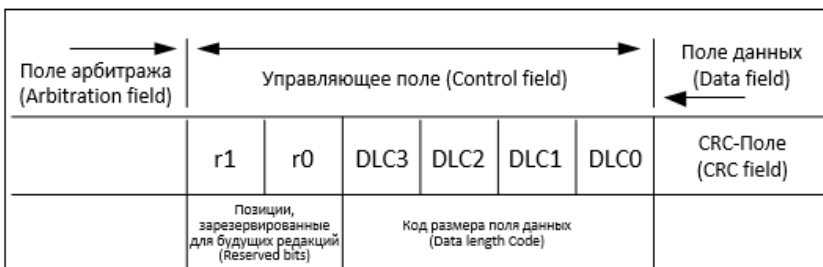 Поле арбитража
(Arbitration field)
Управляющее поле (Control field)
Поле данных
(Data field)
r1
r0
DLC3
DLC2
DLC1
DLC0
CRC-Поле
(CRC field)
Позиции,
зарезервированные
для будущих редакций
(Reserved bits)
Код размера поля данных
(Data length Code)